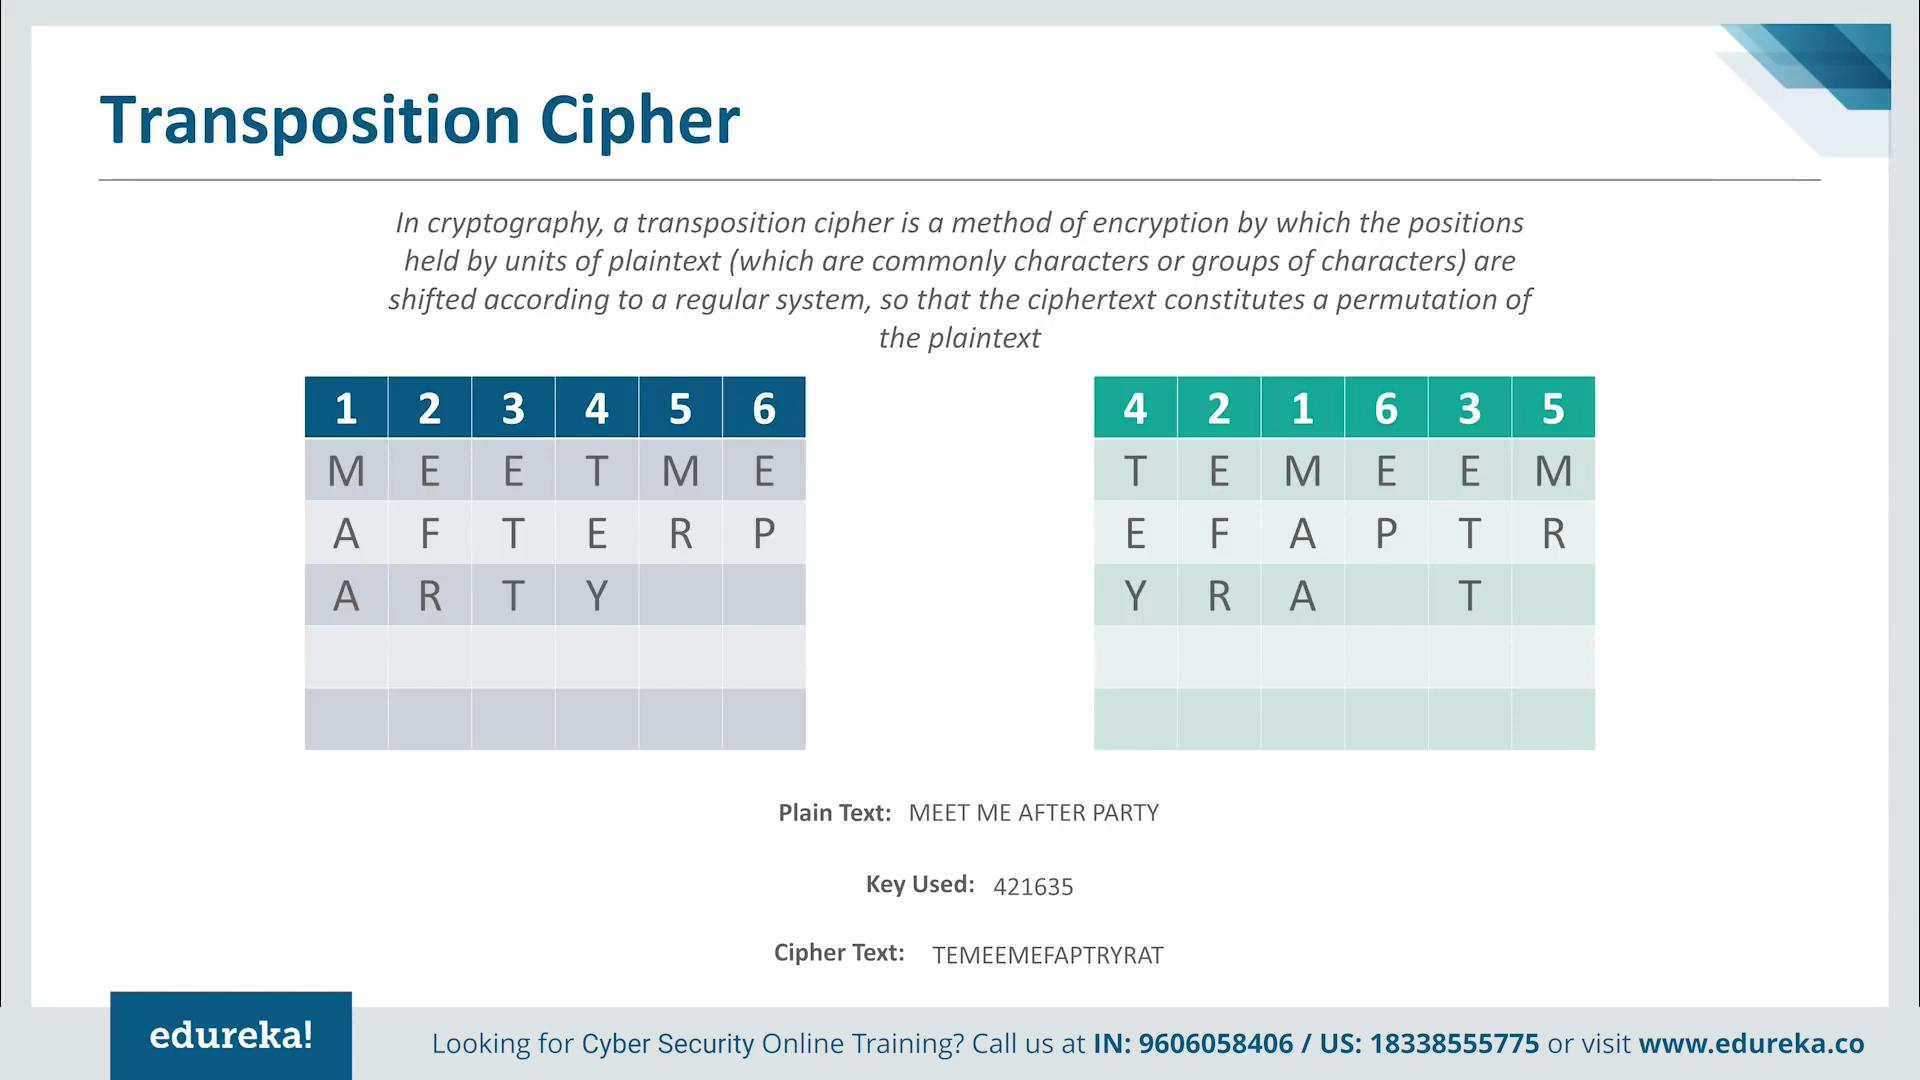 Transposition Cipher
In cryptography, a transposition cipher is a method of encryption by which the positions
held by units of plaintext (which are commonly characters or groups of characters) are
shifted according to a regular system, so that the ciphertext constitutes a permutation of
the plaintext
1 2 3 4 5 6
M E E T M E
A F T E R P
A R T Y
4 2 1 6 3 5
T E M E E M
E F A P T R
Y R A T
Plain Text: MEET ME AFTER PARTY
Key Used: 421635
Cipher Text: TEMEEMEFAPTRYRAT
edureka!
Looking for Cyber Security Online Training? Call us at IN: 9606058406 / US: 18338555775 or visit www.edureka.co